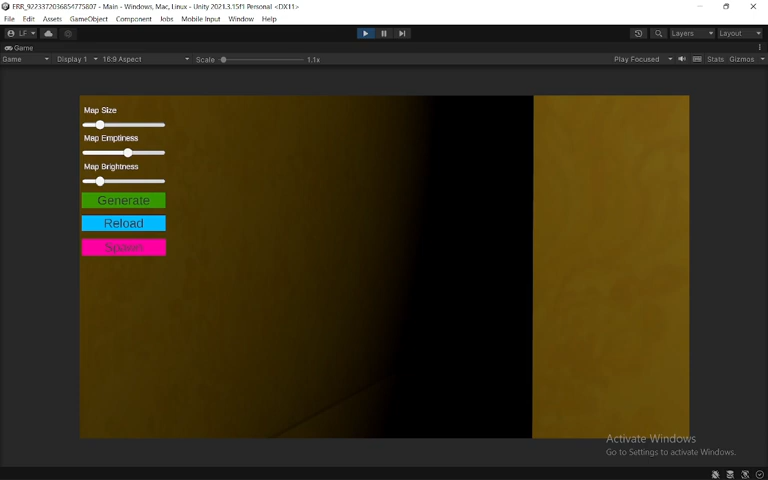 ERR_9223372036854775807 - Main - Windows, Mac, Linux - Unity 2021.3.15f1 Personal <DX11>
File Edit Assets GameObject Component Jobs Mobile Input Window Help
LF Layers Layout
Game
Game Display 1 16:9 Aspect Scale 1.1x Play Focused Stats Gizmos
Map Size
Map Emptiness
Map Brightness
Generate
Reload
Spawn
Activate Windows
Go to Settings to activate Windows.